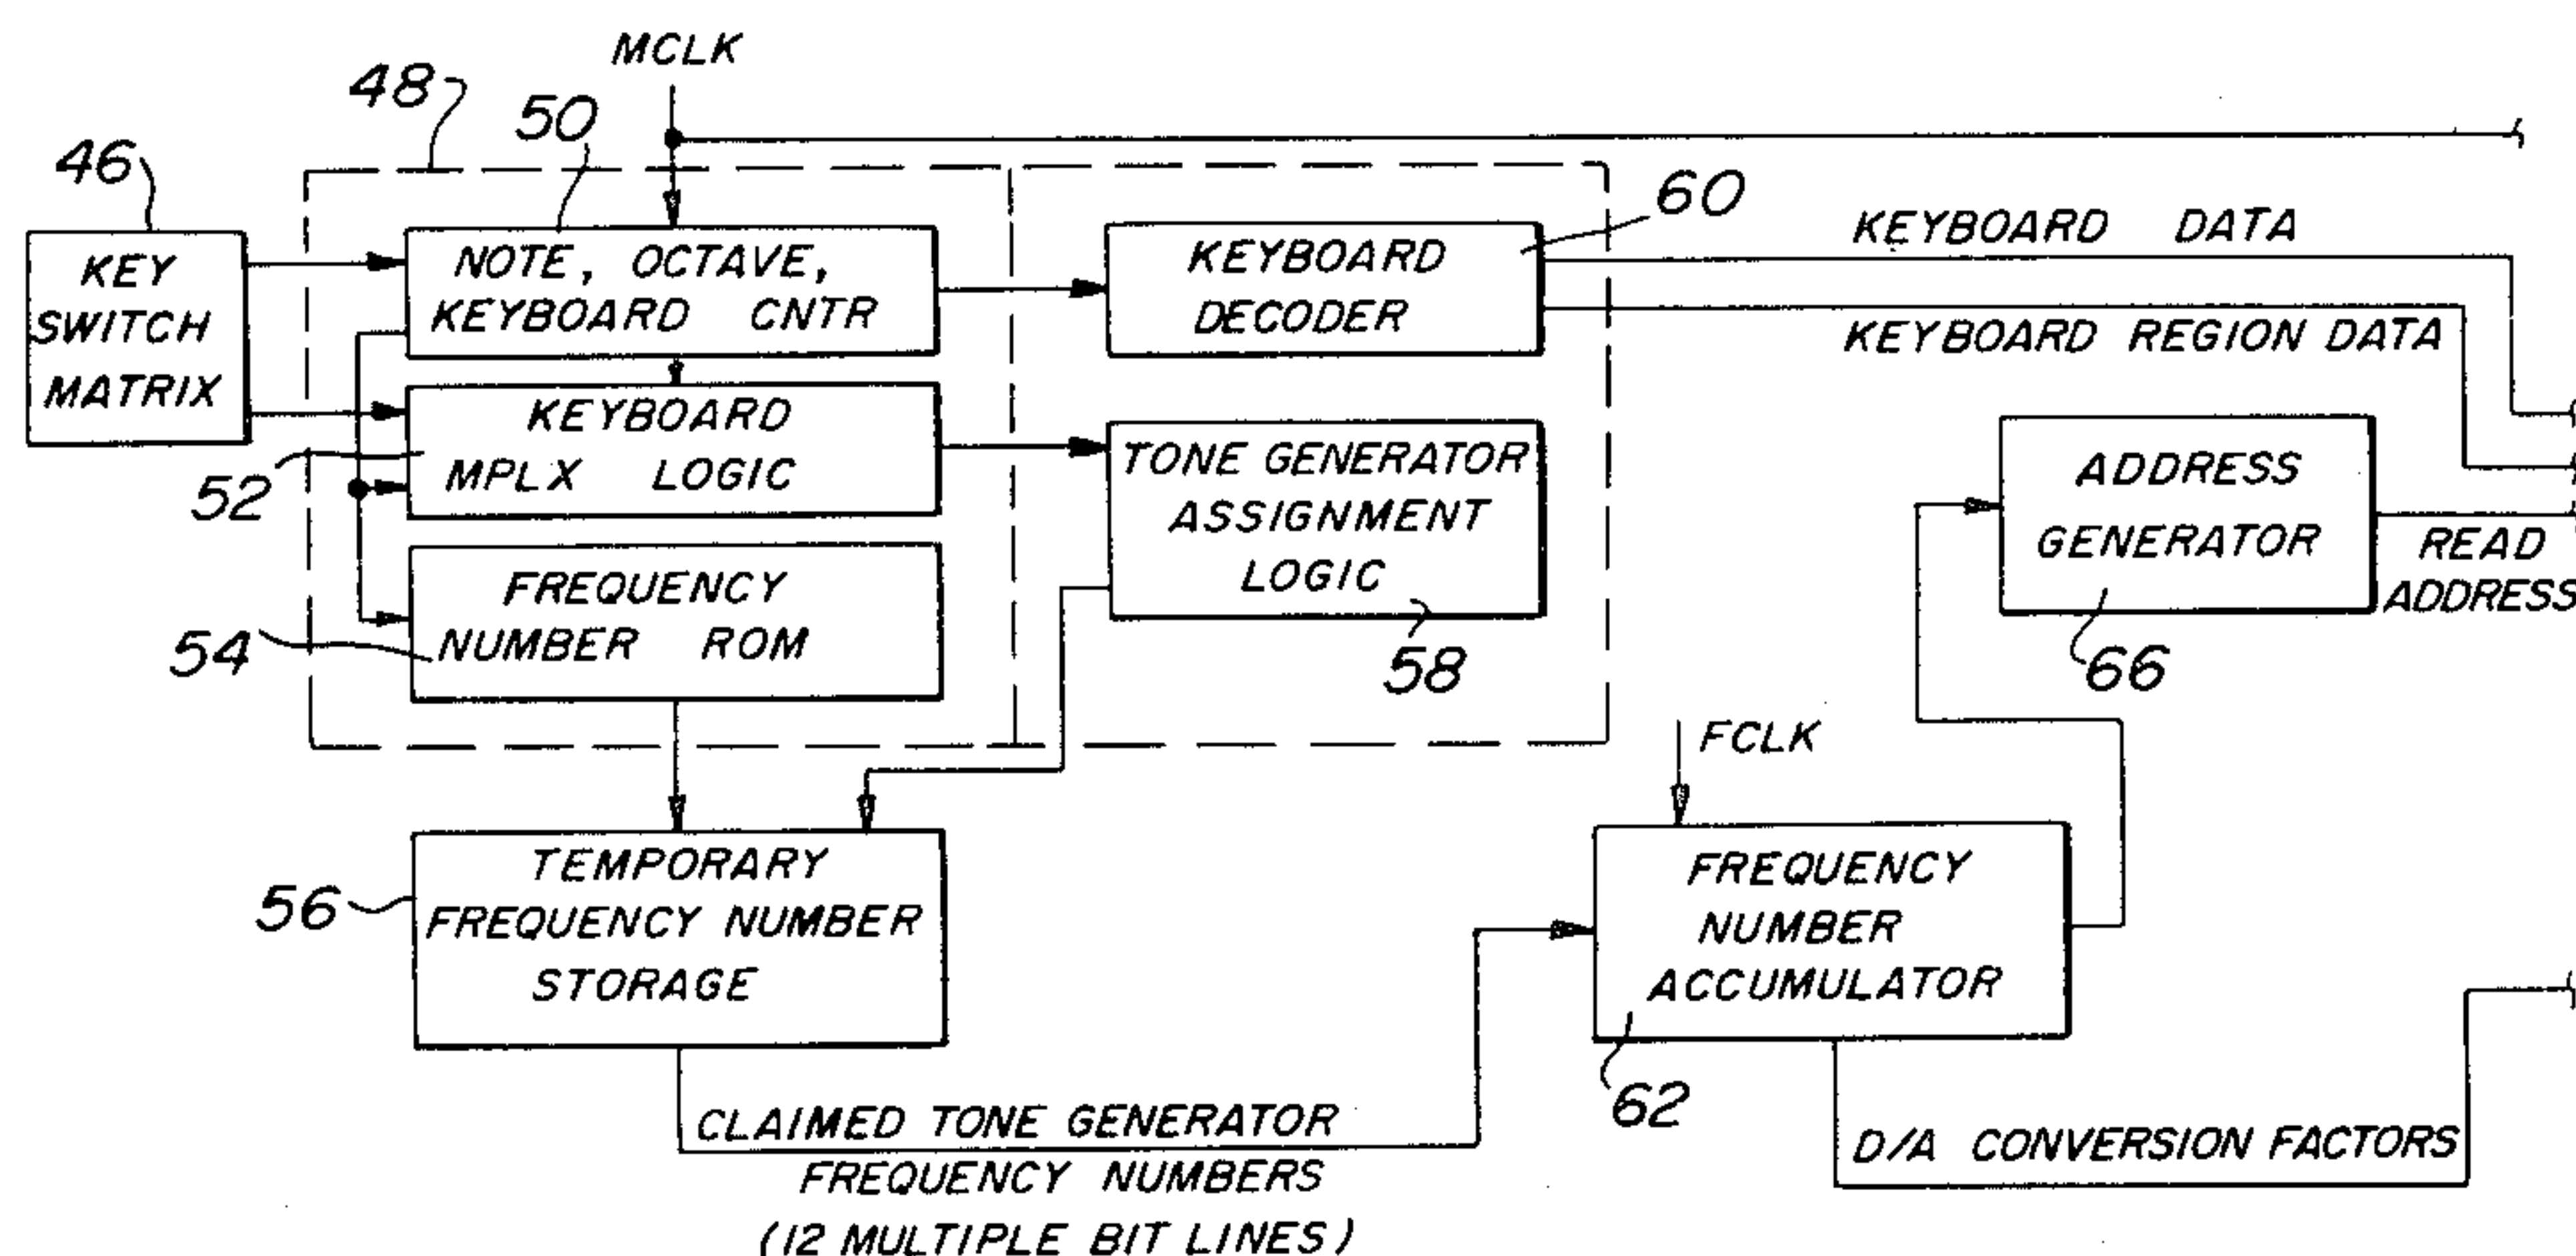 MCLK
48
50
46
60
KEY
SWITCH
MATRIX
NOTE, OCTAVE,
KEYBOARD CNTR
KEYBOARD
DECODER
KEYBOARD DATA
KEYBOARD REGION DATA
KEYBOARD
MPLX LOGIC
52
TONE GENERATOR
ASSIGNMENT
LOGIC
58
ADDRESS
GENERATOR
66
READ
ADDRESS
FREQUENCY
NUMBER ROM
54
FCLK
TEMPORARY
FREQUENCY NUMBER
STORAGE
56
FREQUENCY
NUMBER
ACCUMULATOR
62
CLAIMED TONE GENERATOR
FREQUENCY NUMBERS
(12 MULTIPLE BIT LINES)
D/A CONVERSION FACTORS